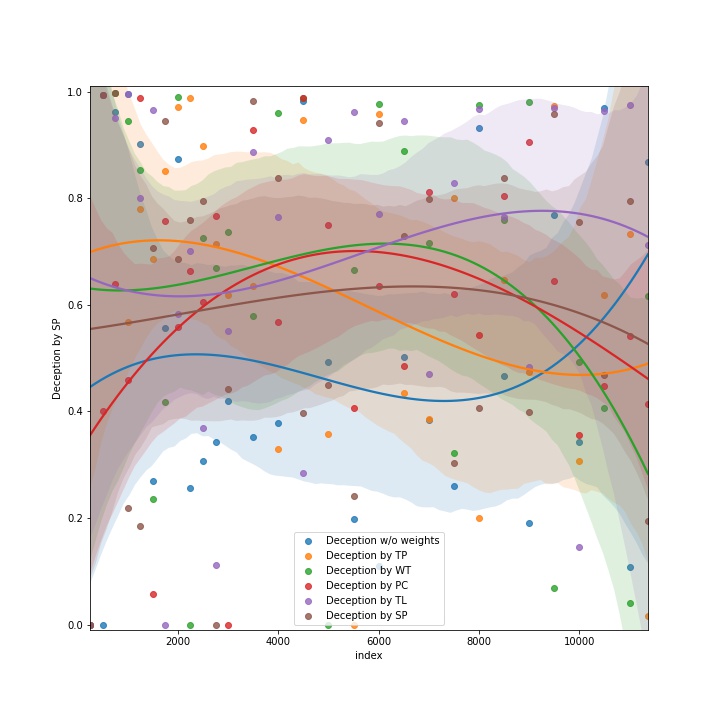 1.0
0.8
0.6
0.4
0.2
0.0
Deception by SP
Deception w/o weights
Deception by TP
Deception by WT
Deception by PC
Deception by TL
Deception by SP
2000 4000 6000 8000 10000
index